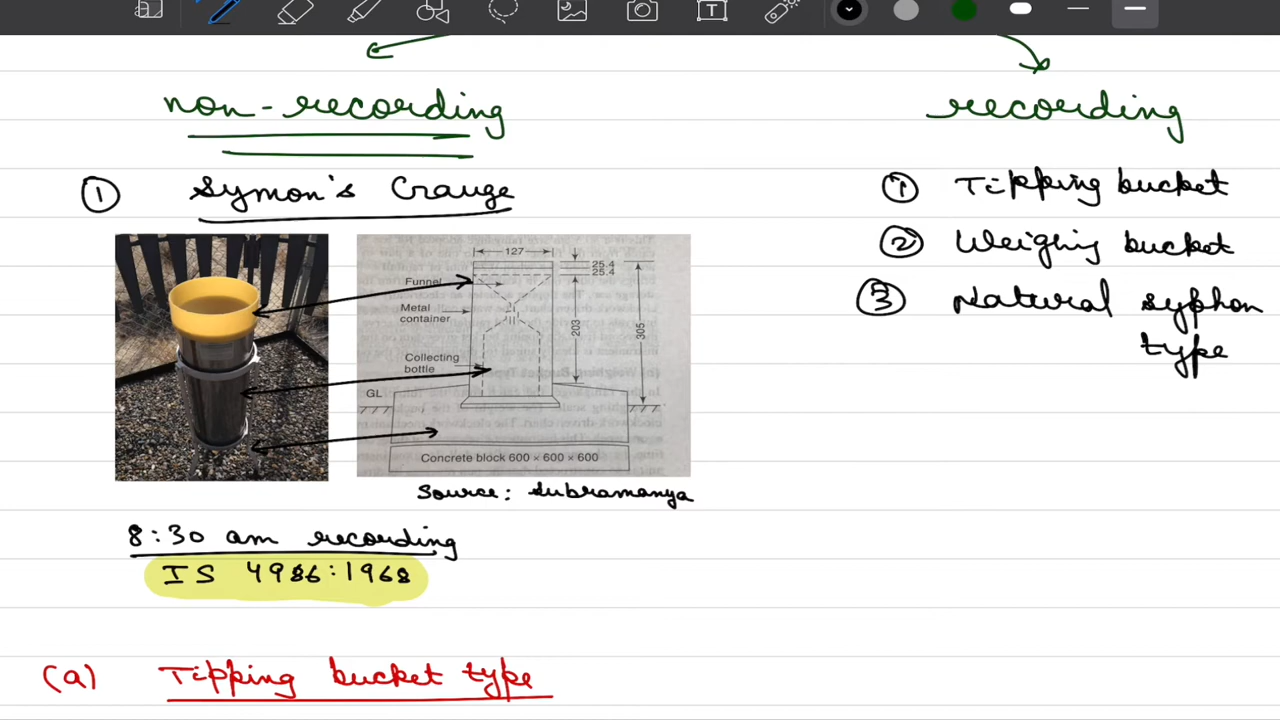 non-recording
recording
① Symon's Gauge
① Tipping bucket
② Weighing bucket
③ Natural syphon
type
127
25.4
25.4
Funnel
Metal
container
203
305
Collecting
bottle
GL
Concrete block 600 × 600 × 600
Source: Subramanya
8:30 am recording
IS 4986:1968
(a) Tipping bucket type